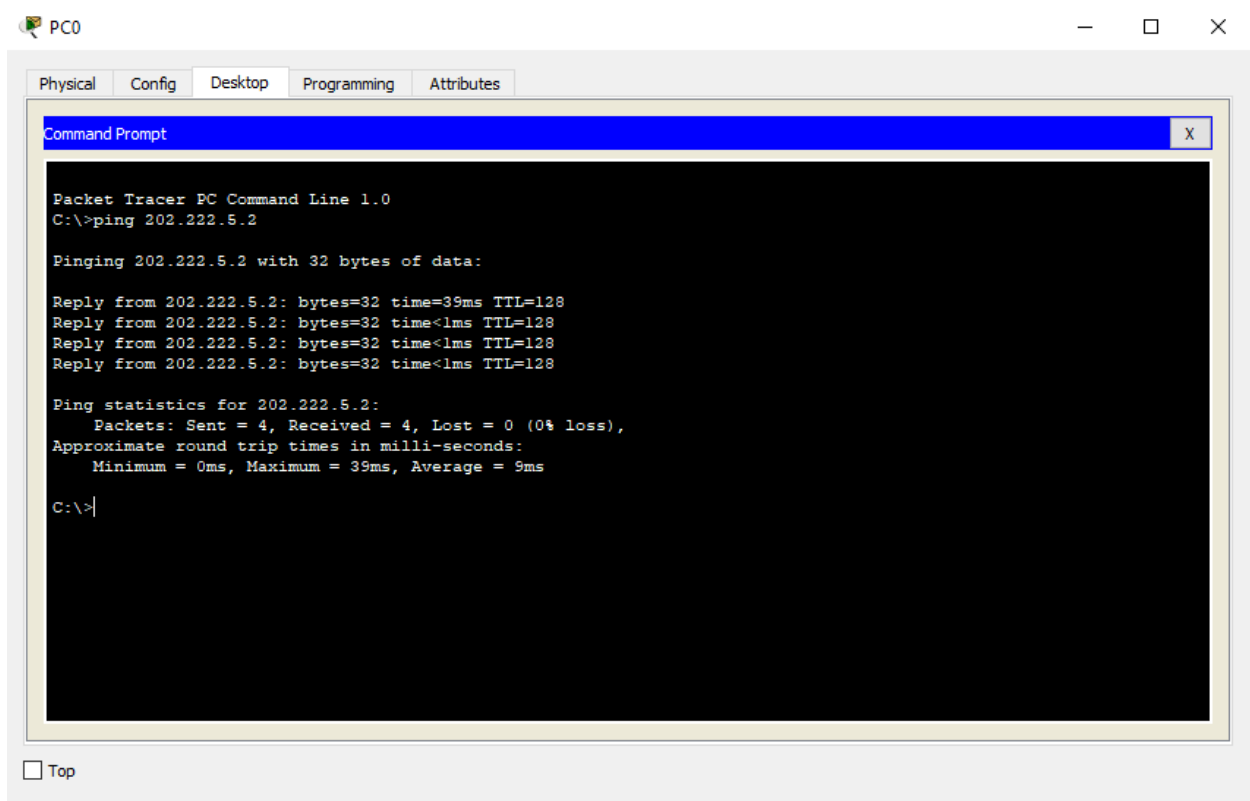 PC0
Physical Config Desktop Programming Attributes
Command Prompt
X
Packet Tracer PC Command Line 1.0
C:\>ping 202.222.5.2
Pinging 202.222.5.2 with 32 bytes of data:
Reply from 202.222.5.2: bytes=32 time=39ms TTL=128
Reply from 202.222.5.2: bytes=32 time<1ms TTL=128
Reply from 202.222.5.2: bytes=32 time<1ms TTL=128
Reply from 202.222.5.2: bytes=32 time<1ms TTL=128
Ping statistics for 202.222.5.2:
Packets: Sent = 4, Received = 4, Lost = 0 (0% loss),
Approximate round trip times in milli-seconds:
Minimum = 0ms, Maximum = 39ms, Average = 9ms
C:\>
Top